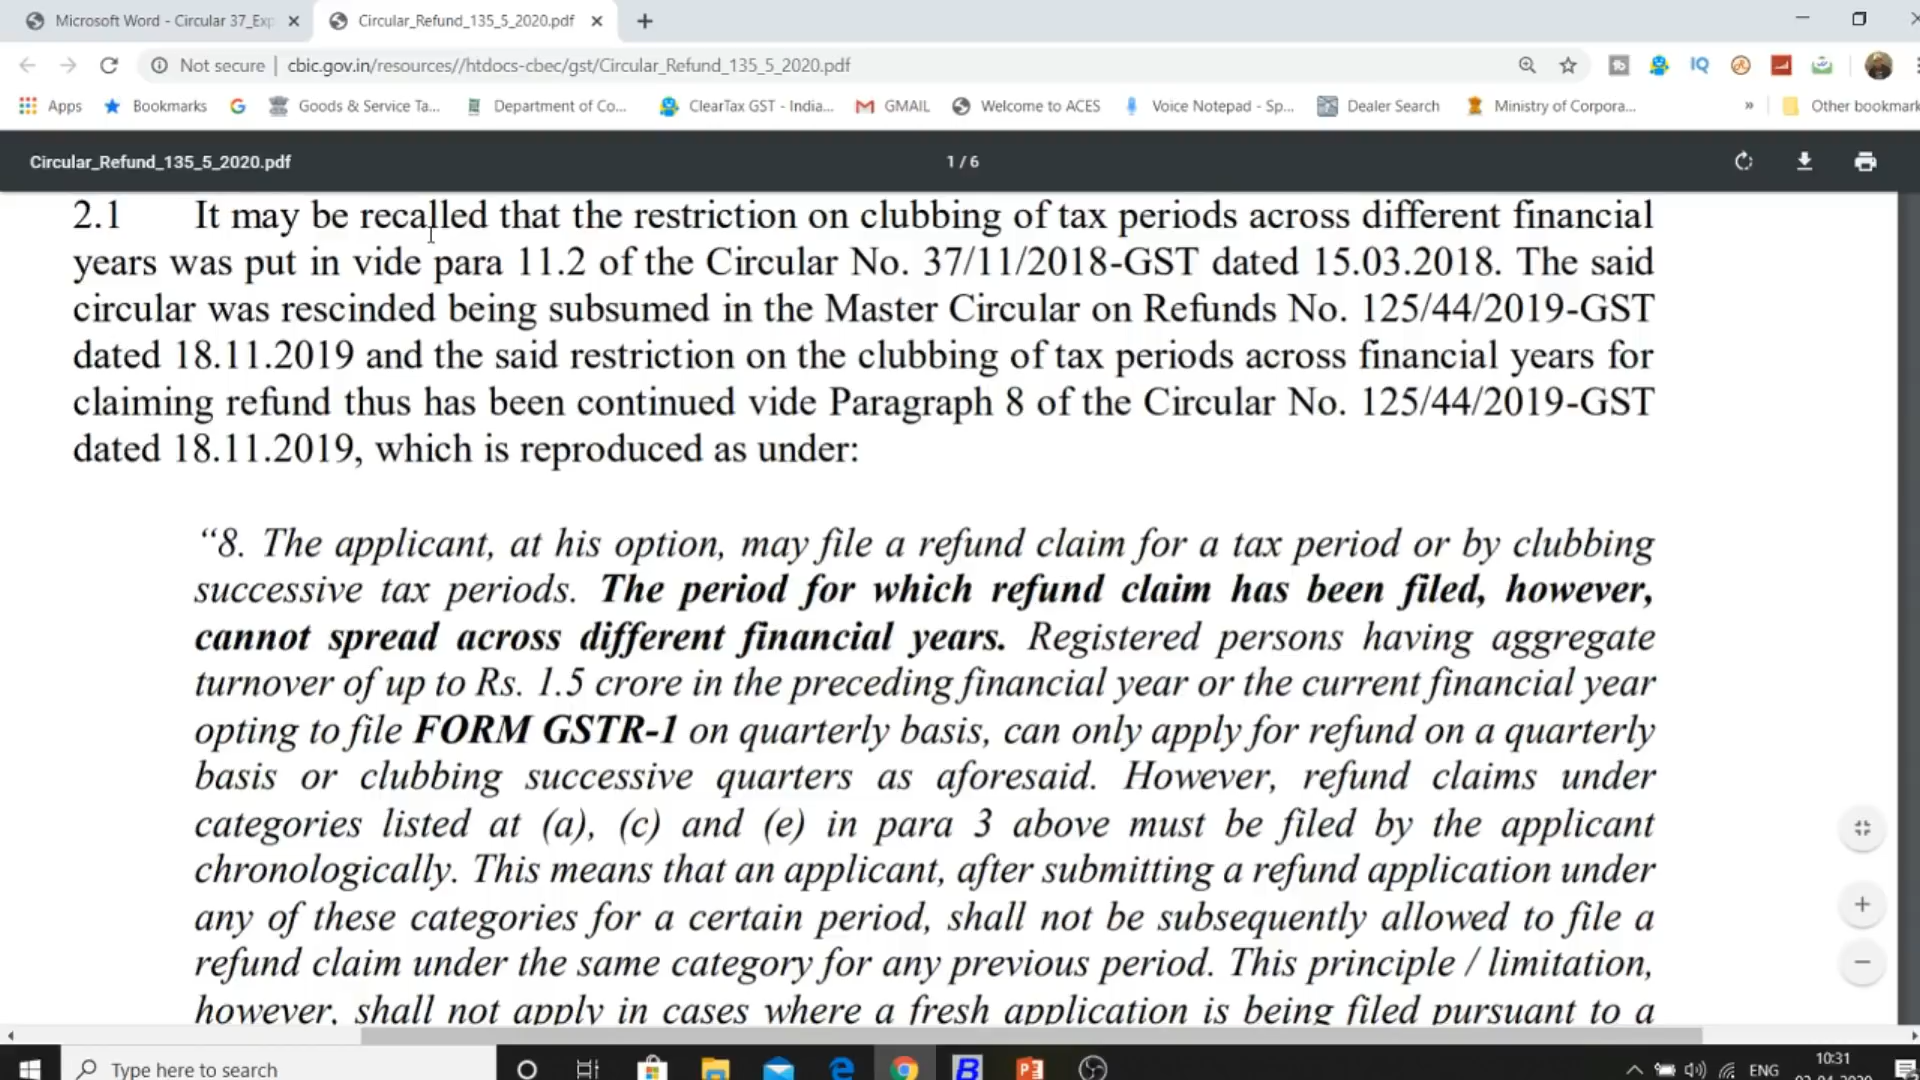 Microsoft Word - Circular 37_Exp
Circular_Refund_135_5_2020.pdf
Not secure | cbic.gov.in/resources//htdocs-cbec/gst/Circular_Refund_135_5_2020.pdf
Apps Bookmarks Goods & Service Ta... Department of Co... ClearTax GST - India... GMAIL Welcome to ACES Voice Notepad - Sp... Dealer Search Ministry of Corpora... » Other bookmark
Circular_Refund_135_5_2020.pdf 1 / 6
2.1 It may be recalled that the restriction on clubbing of tax periods across different financial
years was put in vide para 11.2 of the Circular No. 37/11/2018-GST dated 15.03.2018. The said
circular was rescinded being subsumed in the Master Circular on Refunds No. 125/44/2019-GST
dated 18.11.2019 and the said restriction on the clubbing of tax periods across financial years for
claiming refund thus has been continued vide Paragraph 8 of the Circular No. 125/44/2019-GST
dated 18.11.2019, which is reproduced as under:
“8. The applicant, at his option, may file a refund claim for a tax period or by clubbing
successive tax periods. The period for which refund claim has been filed, however,
cannot spread across different financial years. Registered persons having aggregate
turnover of up to Rs. 1.5 crore in the preceding financial year or the current financial year
opting to file FORM GSTR-1 on quarterly basis, can only apply for refund on a quarterly
basis or clubbing successive quarters as aforesaid. However, refund claims under
categories listed at (a), (c) and (e) in para 3 above must be filed by the applicant
chronologically. This means that an applicant, after submitting a refund application under
any of these categories for a certain period, shall not be subsequently allowed to file a
refund claim under the same category for any previous period. This principle / limitation,
however, shall not apply in cases where a fresh application is being filed pursuant to a
Type here to search
ENG
10:31